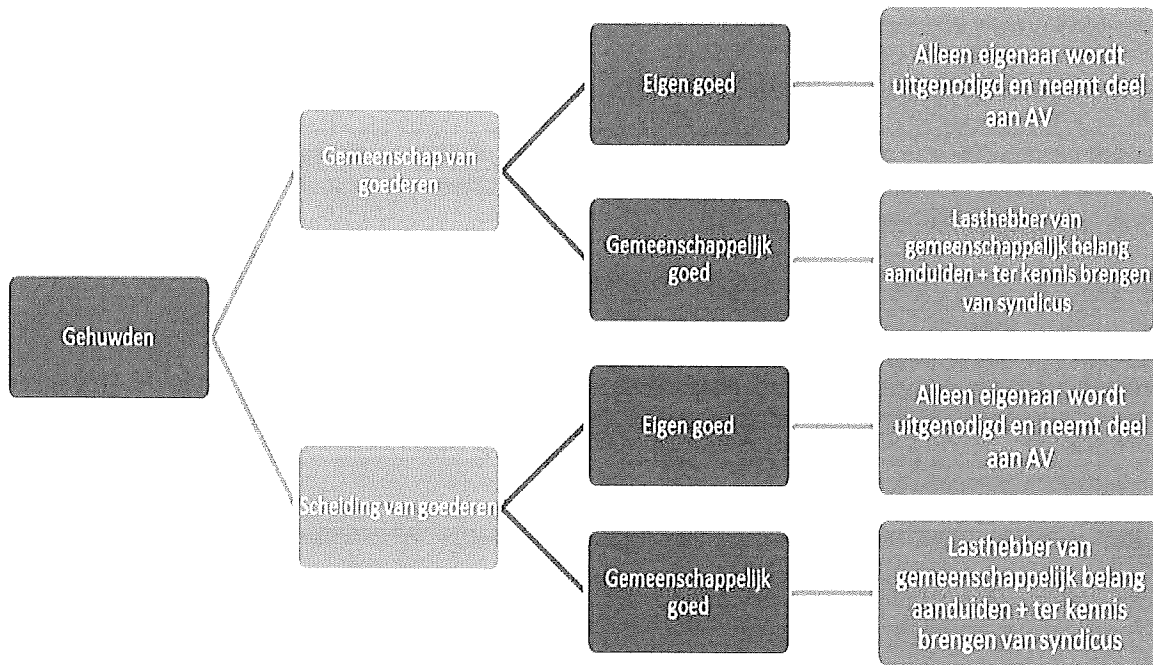 Gehuwden
Gemeenschap van
goederen
Eigen goed
Alleen eigenaar wordt
uitgenodigd en neemt deel
aan AV
Gemeenschappelijk
goed
Lasthebber van
gemeenschappelijk belang
aanduiden + ter kennis brengen
van syndicus
Scheiding van goederen
Eigen goed
Alleen eigenaar wordt
uitgenodigd en neemt deel
aan AV
Gemeenschappelijk
goed
Lasthebber van
gemeenschappelijk belang
aanduiden + ter kennis
brengen van syndicus